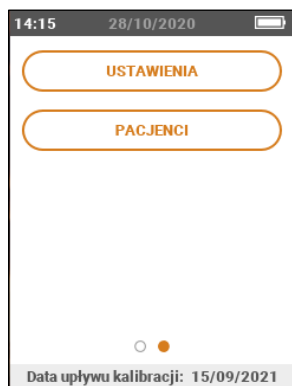 14:15 28/10/2020
USTAWIENIA
PACJENCI
Data upływu kalibracji: 15/09/2021